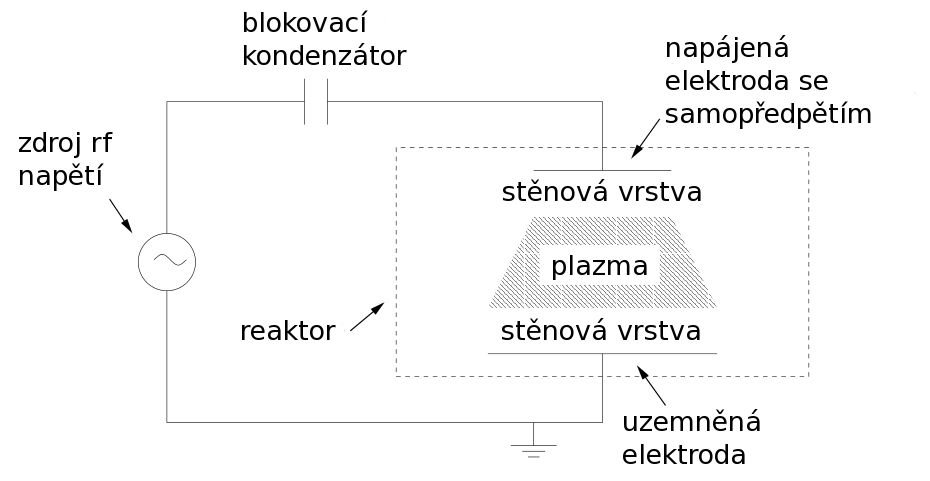 blokovací
kondenzátor
napájená
elektroda se
samopředpětím
zdroj rf
napětí
stěnová vrstva
plazma
reaktor
stěnová vrstva
uzemněná
elektroda